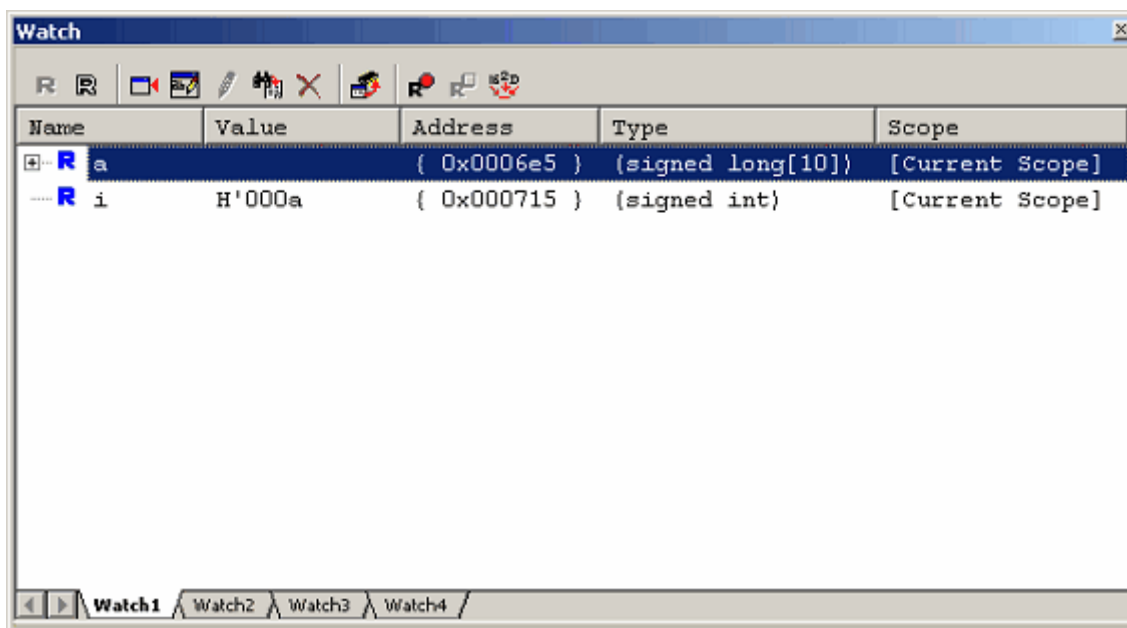 Watch
Name Value Address Type Scope
R a { 0x0006e5 } (signed long[10]) [Current Scope]
R i H'000a { 0x000715 } (signed int) [Current Scope]
Watch1 Watch2 Watch3 Watch4